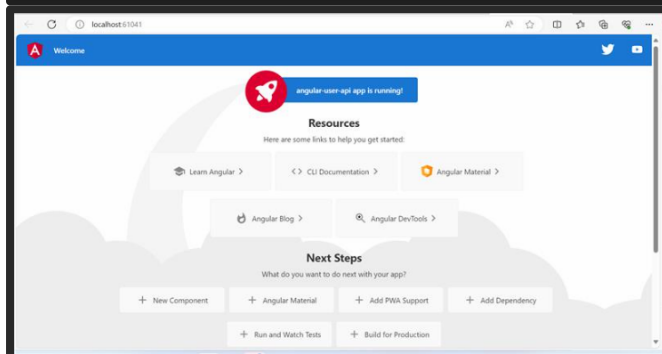 localhost:61041
A
Welcome
angular-user-api app is running!
Resources
Here are some links to help you get started:
Learn Angular >
<> CLI Documentation >
Angular Material >
Angular Blog >
Angular DevTools >
Next Steps
What do you want to do next with your app?
+ New Component
+ Angular Material
+ Add PWA Support
+ Add Dependency
+ Run and Watch Tests
+ Build for Production